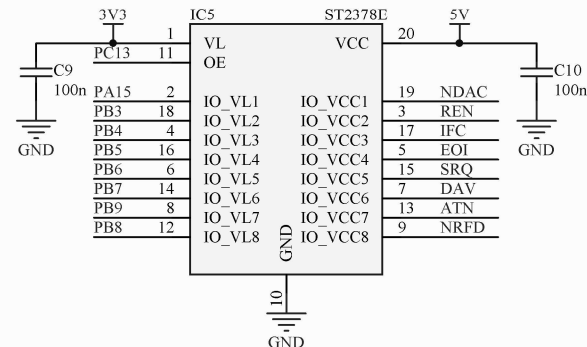 3V3 IC5 ST2378E 5V
1 VL VCC 20
PC13 11 OE
C9 100n C10 100n
PA15 2 IO_VL1 IO_VCC1 19 NDAC
PB3 18 IO_VL2 IO_VCC2 3 REN
PB4 4 IO_VL3 IO_VCC3 17 IFC
PB5 16 IO_VL4 IO_VCC4 5 EOI
PB6 6 IO_VL5 IO_VCC5 15 SRQ
PB7 14 IO_VL6 IO_VCC6 7 DAV
PB9 8 IO_VL7 IO_VCC7 13 ATN
PB8 12 IO_VL8 IO_VCC8 9 NRFD
GND GND
GND
10
GND